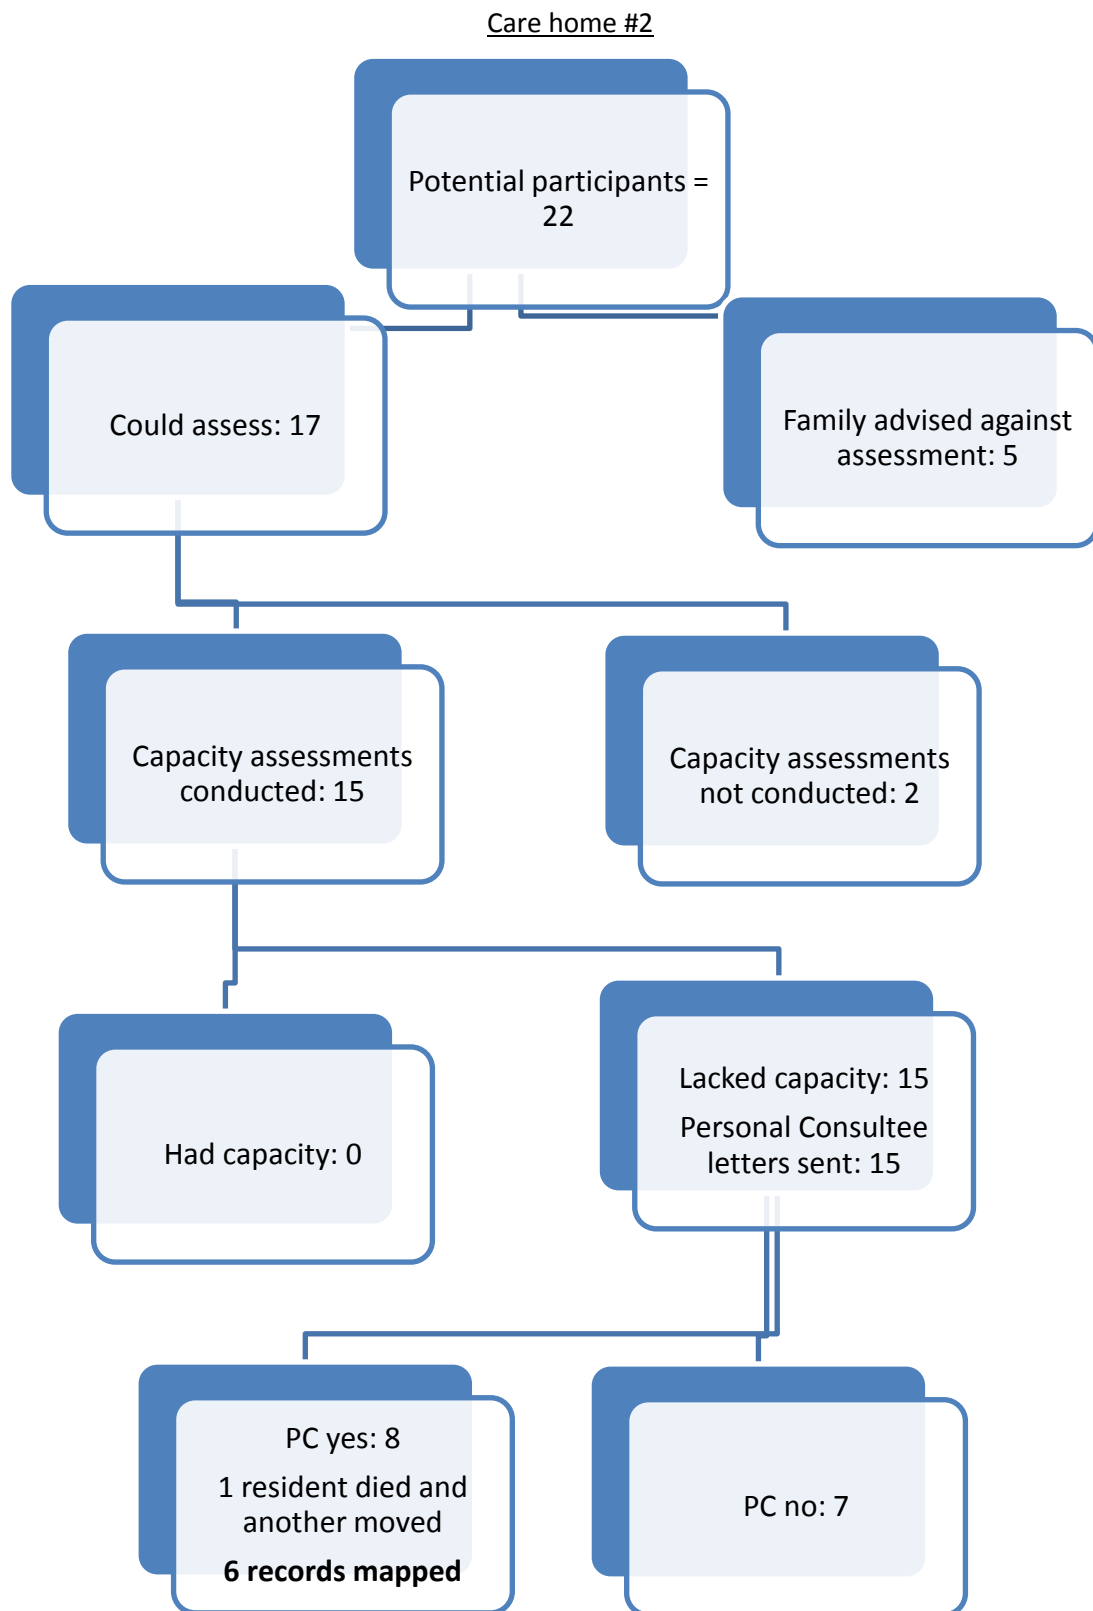 Care home #2
Potential participants =
22
Could assess: 17
Family advised against
assessment: 5
Capacity assessments
conducted: 15
Capacity assessments
not conducted: 2
Had capacity: 0
Lacked capacity: 15
Personal Consultee
letters sent: 15
PC yes: 8
1 resident died and
another moved
6 records mapped
PC no: 7